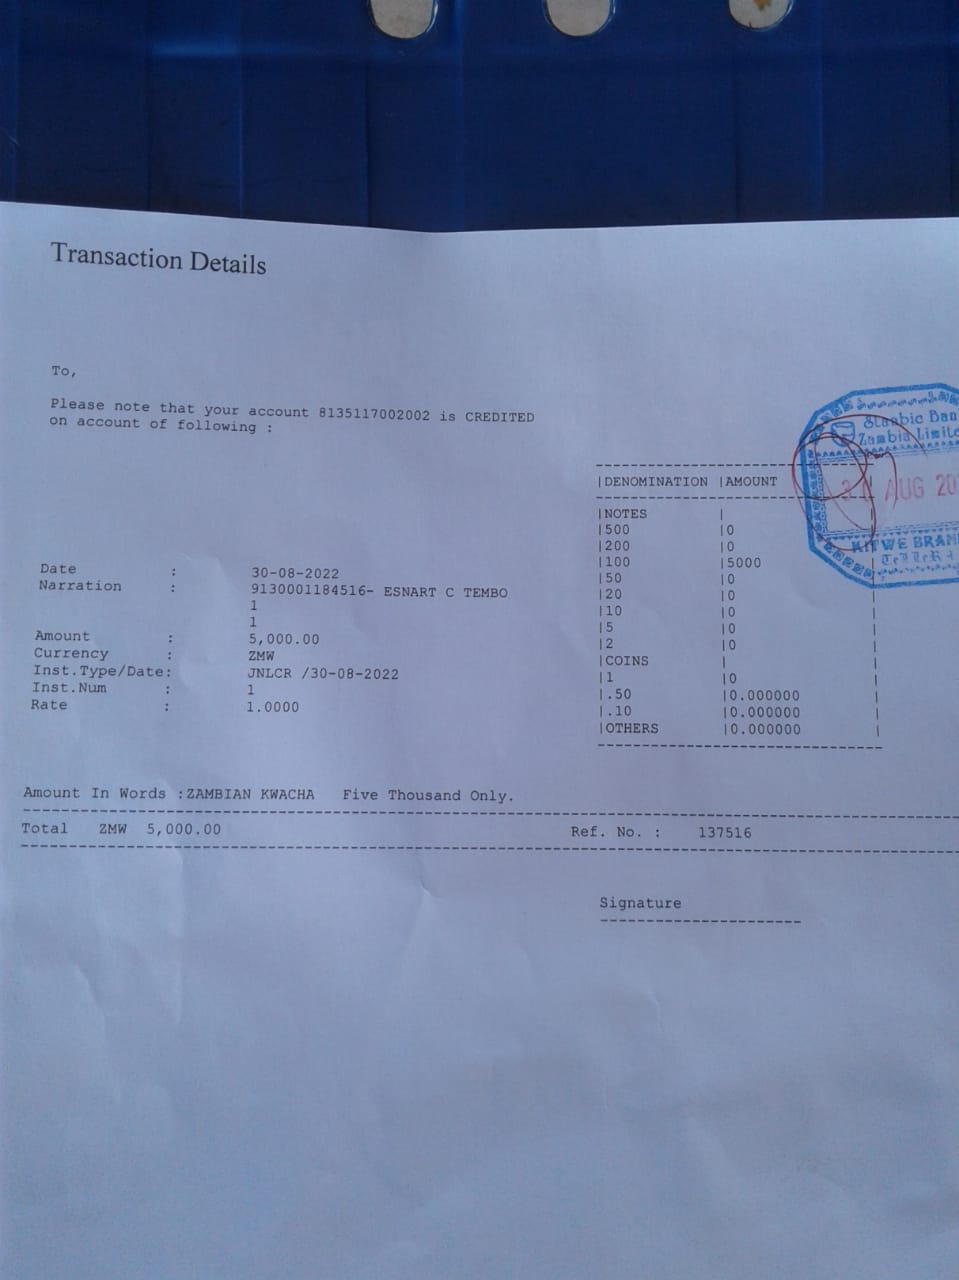 Transaction Details
To,
Please note that your account 8135117002002 is CREDITED
on account of following :
Stanbic Ban
Zambia Limite
AUG 20
KITWE BRAN
TELLER
|DENOMINATION |AMOUNT
|NOTES |
|500 |0
|200 |0
|100 |5000
|50 |0
|20 |0
|10 |0
|5 |0
|2 |0
|COINS |
|1 |0
|.50 |0.000000
|.10 |0.000000
|OTHERS |0.000000
Date : 30-08-2022
Narration : 9130001184516- ESNART C TEMBO
1
1
Amount : 5,000.00
Currency : ZMW
Inst.Type/Date: JNLCR /30-08-2022
Inst.Num : 1
Rate : 1.0000
Amount In Words :ZAMBIAN KWACHA Five Thousand Only.
Total ZMW 5,000.00 Ref. No. : 137516
Signature